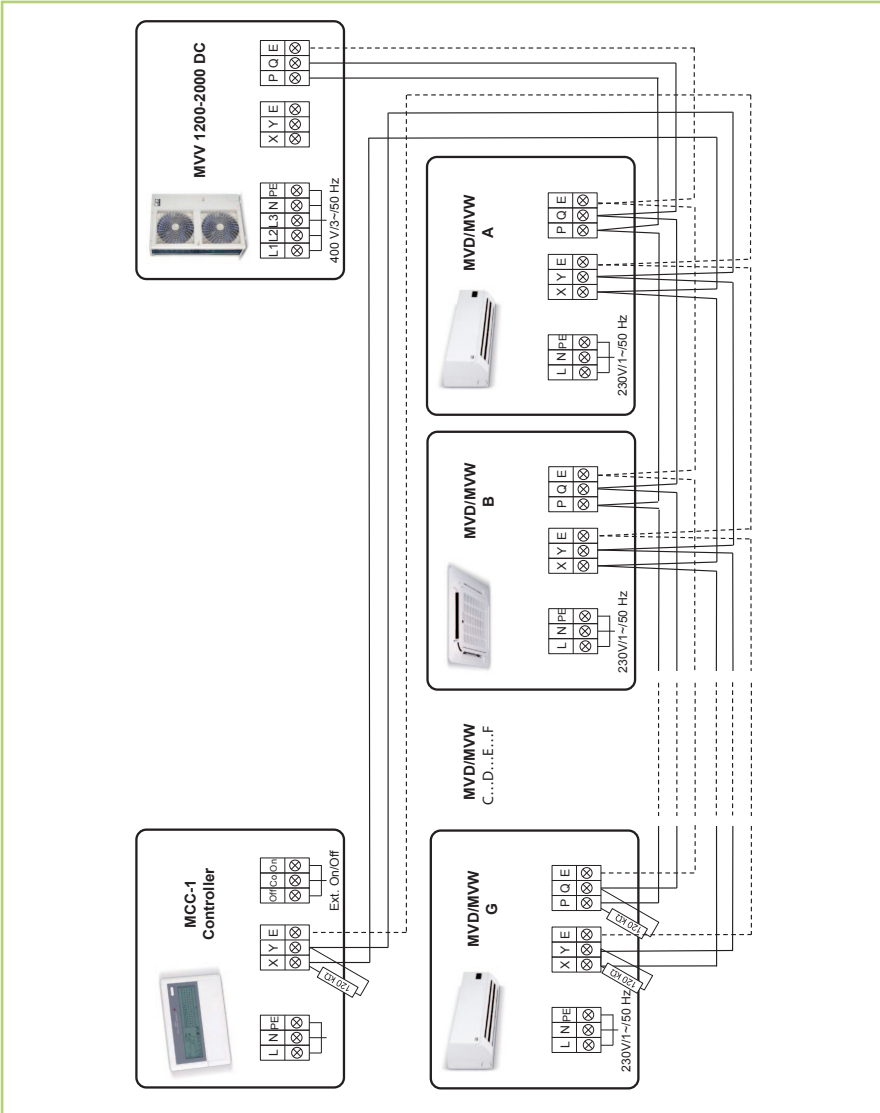 MVV 1200-2000 DC
L1 L2 L3 N PE
400 V/3~/50 Hz
X Y E
P Q E
MCC-1
Controller
L N PE
X Y E
120 kΩ
Off Co On
Ext. On/Off
MVD/MVW
A
L N PE
230V/1~/50 Hz
X Y E
P Q E
MVD/MVW
B
L N PE
230V/1~/50 Hz
X Y E
P Q E
MVD/MVW
C...D...E...F
MVD/MVW
G
L N PE
230V/1~/50 Hz
X Y E
120 kΩ
P Q E
120 kΩ